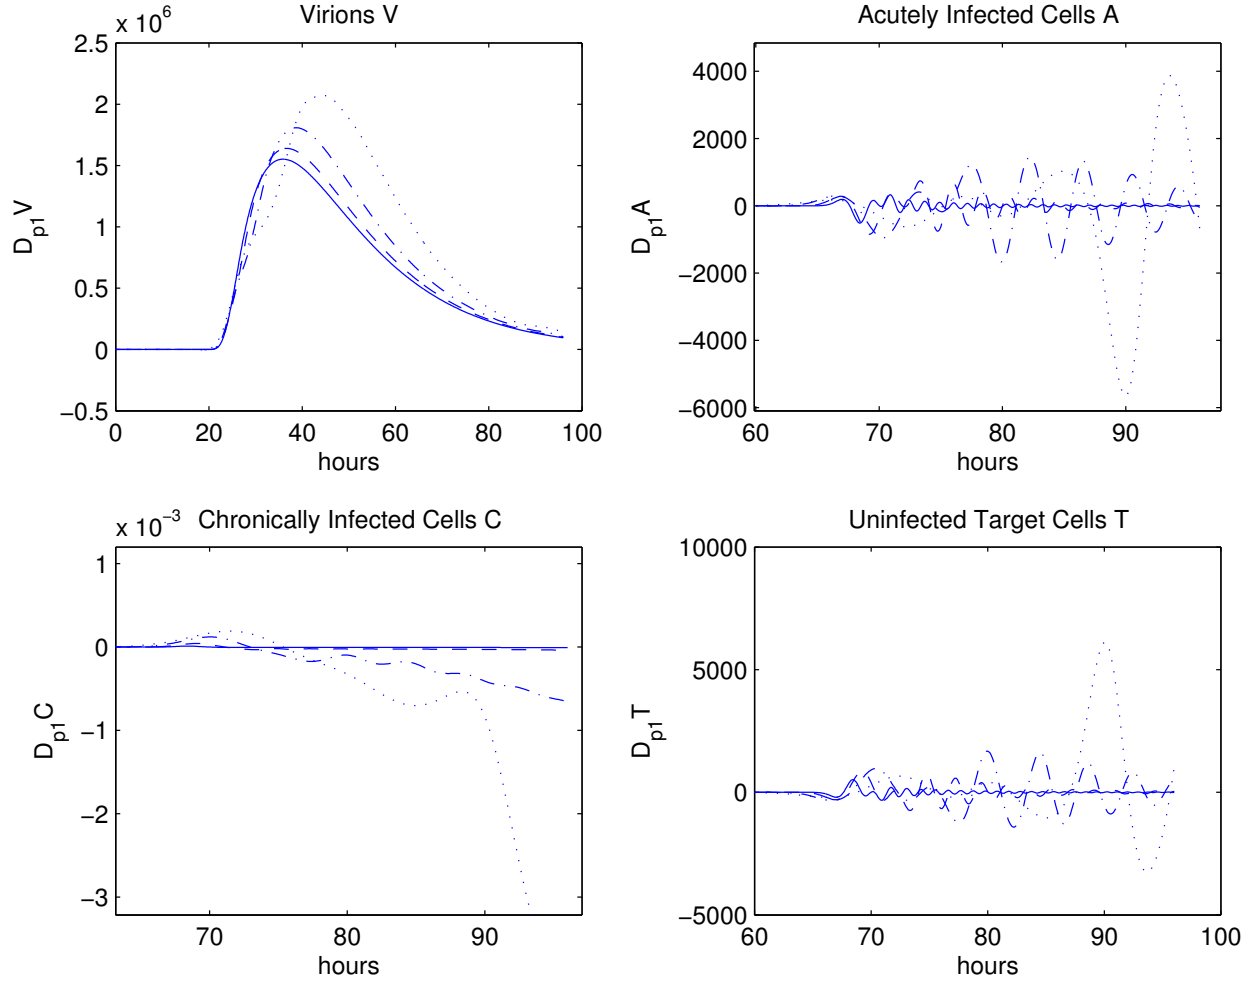 Virions V
x 10^6
2.5
2
1.5
1
0.5
0
−0.5
D_p1 V
0 20 40 60 80 100
hours
Acutely Infected Cells A
4000
2000
0
−2000
−4000
−6000
D_p1 A
60 70 80 90
hours
Chronically Infected Cells C
x 10^−3
1
0
−1
−2
−3
D_p1 C
70 80 90
hours
Uninfected Target Cells T
10000
5000
0
−5000
D_p1 T
60 70 80 90 100
hours